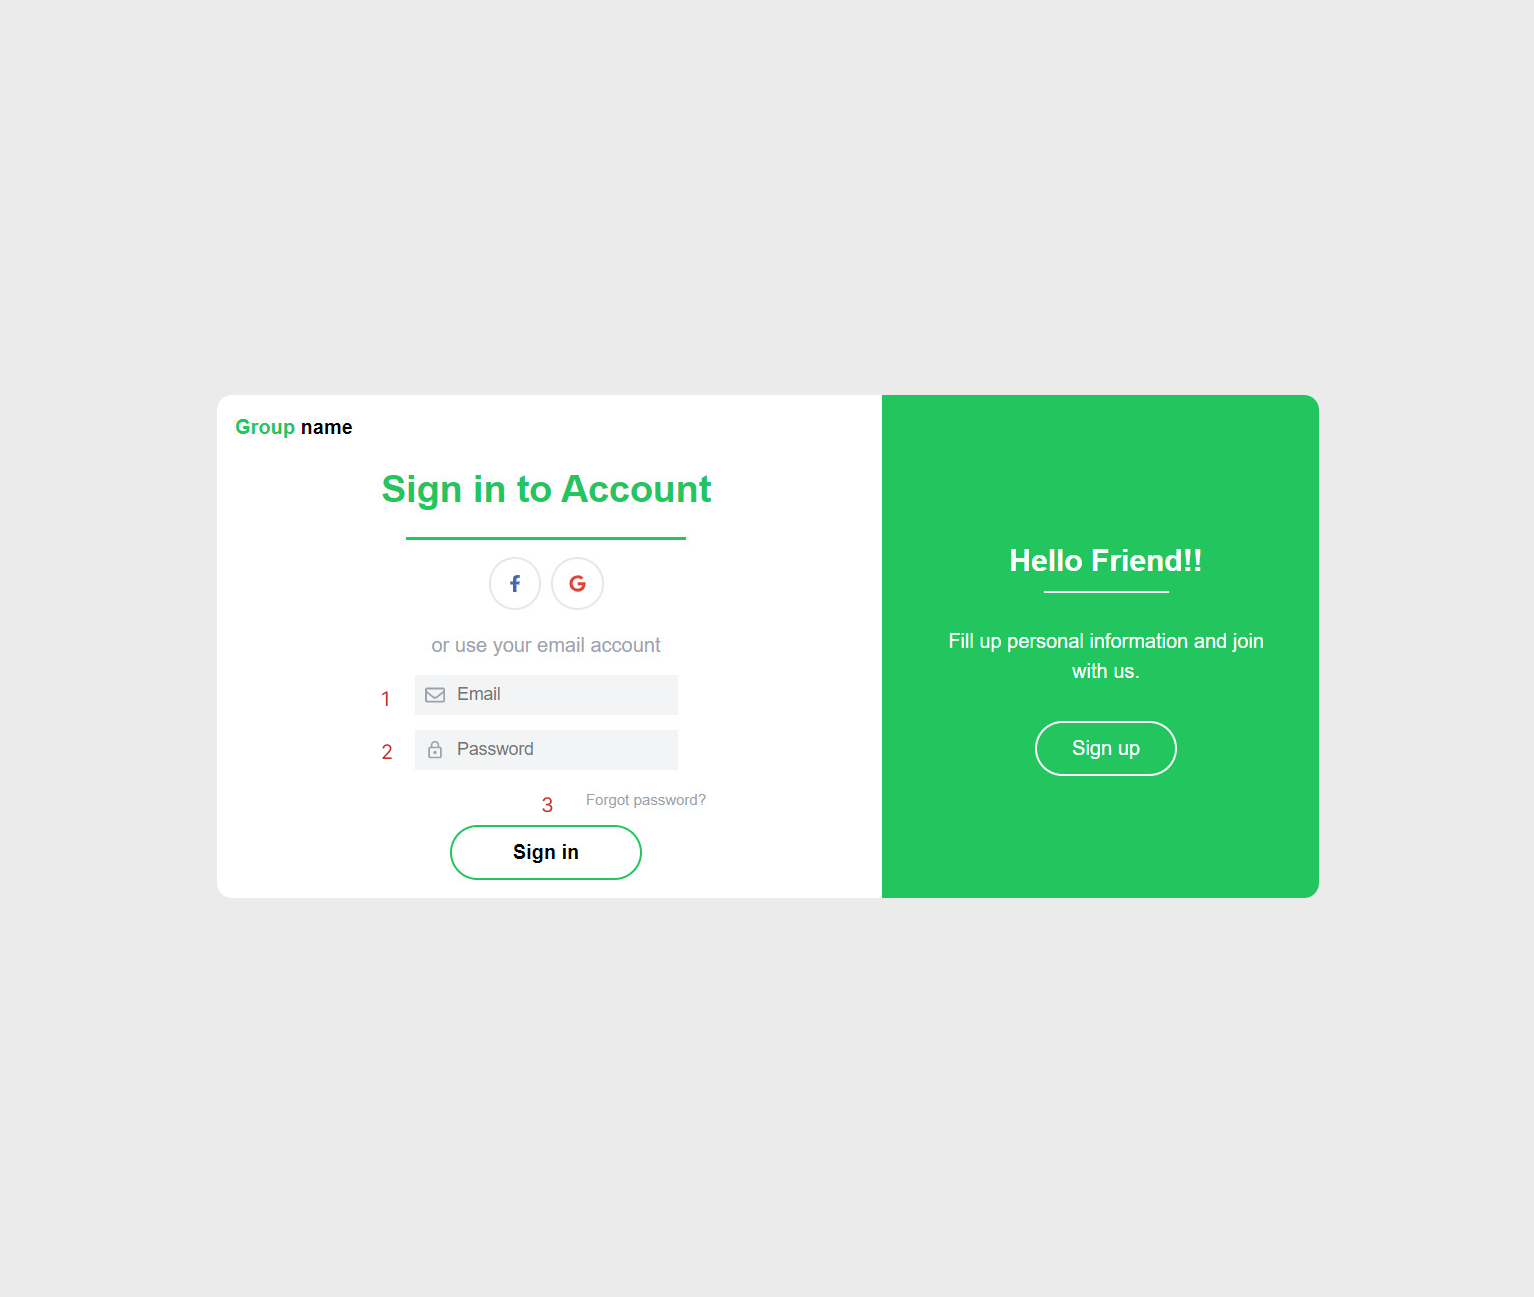 Group name
Sign in to Account
or use your email account
1 Email
2 Password
3 Forgot password?
Sign in
Hello Friend!!
Fill up personal information and join
with us.
Sign up